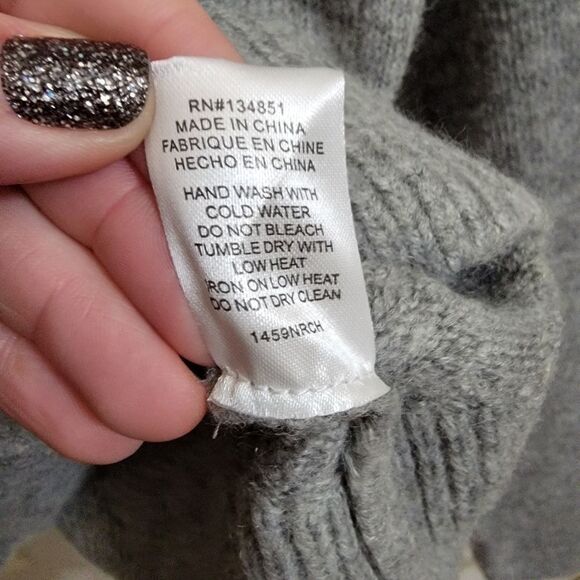 RN#134851
MADE IN CHINA
FABRIQUE EN CHINE
HECHO EN CHINA
HAND WASH WITH
COLD WATER
DO NOT BLEACH
TUMBLE DRY WITH
LOW HEAT
IRON ON LOW HEAT
DO NOT DRY CLEAN
1459NRCH